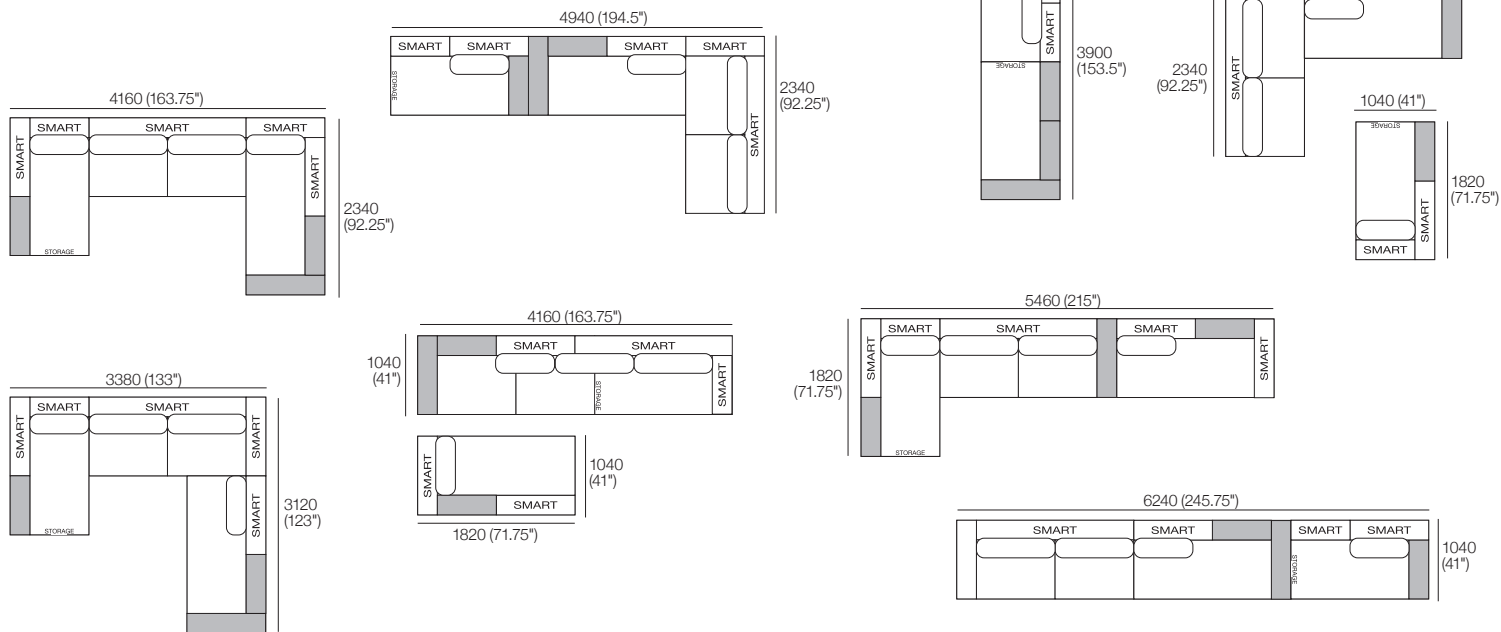 4940 (194.5")
SMART SMART SMART SMART
STORAGE
SMART
2340
(92.25")
4160 (163.75")
SMART SMART SMART
SMART
SMART
STORAGE
2340
(92.25")
SMART
STORAGE
3900
(153.5")
SMART
2340
(92.25")
1040 (41")
STORAGE
SMART
SMART
1820
(71.75")
3380 (133")
SMART SMART
SMART
SMART
SMART
STORAGE
3120
(123")
4160 (163.75")
SMART SMART
STORAGE
SMART
1040
(41")
SMART
SMART
1040
(41")
1820 (71.75")
5460 (215")
SMART SMART SMART
SMART
SMART
STORAGE
1820
(71.75")
6240 (245.75")
SMART SMART SMART SMART
STORAGE
1040
(41")